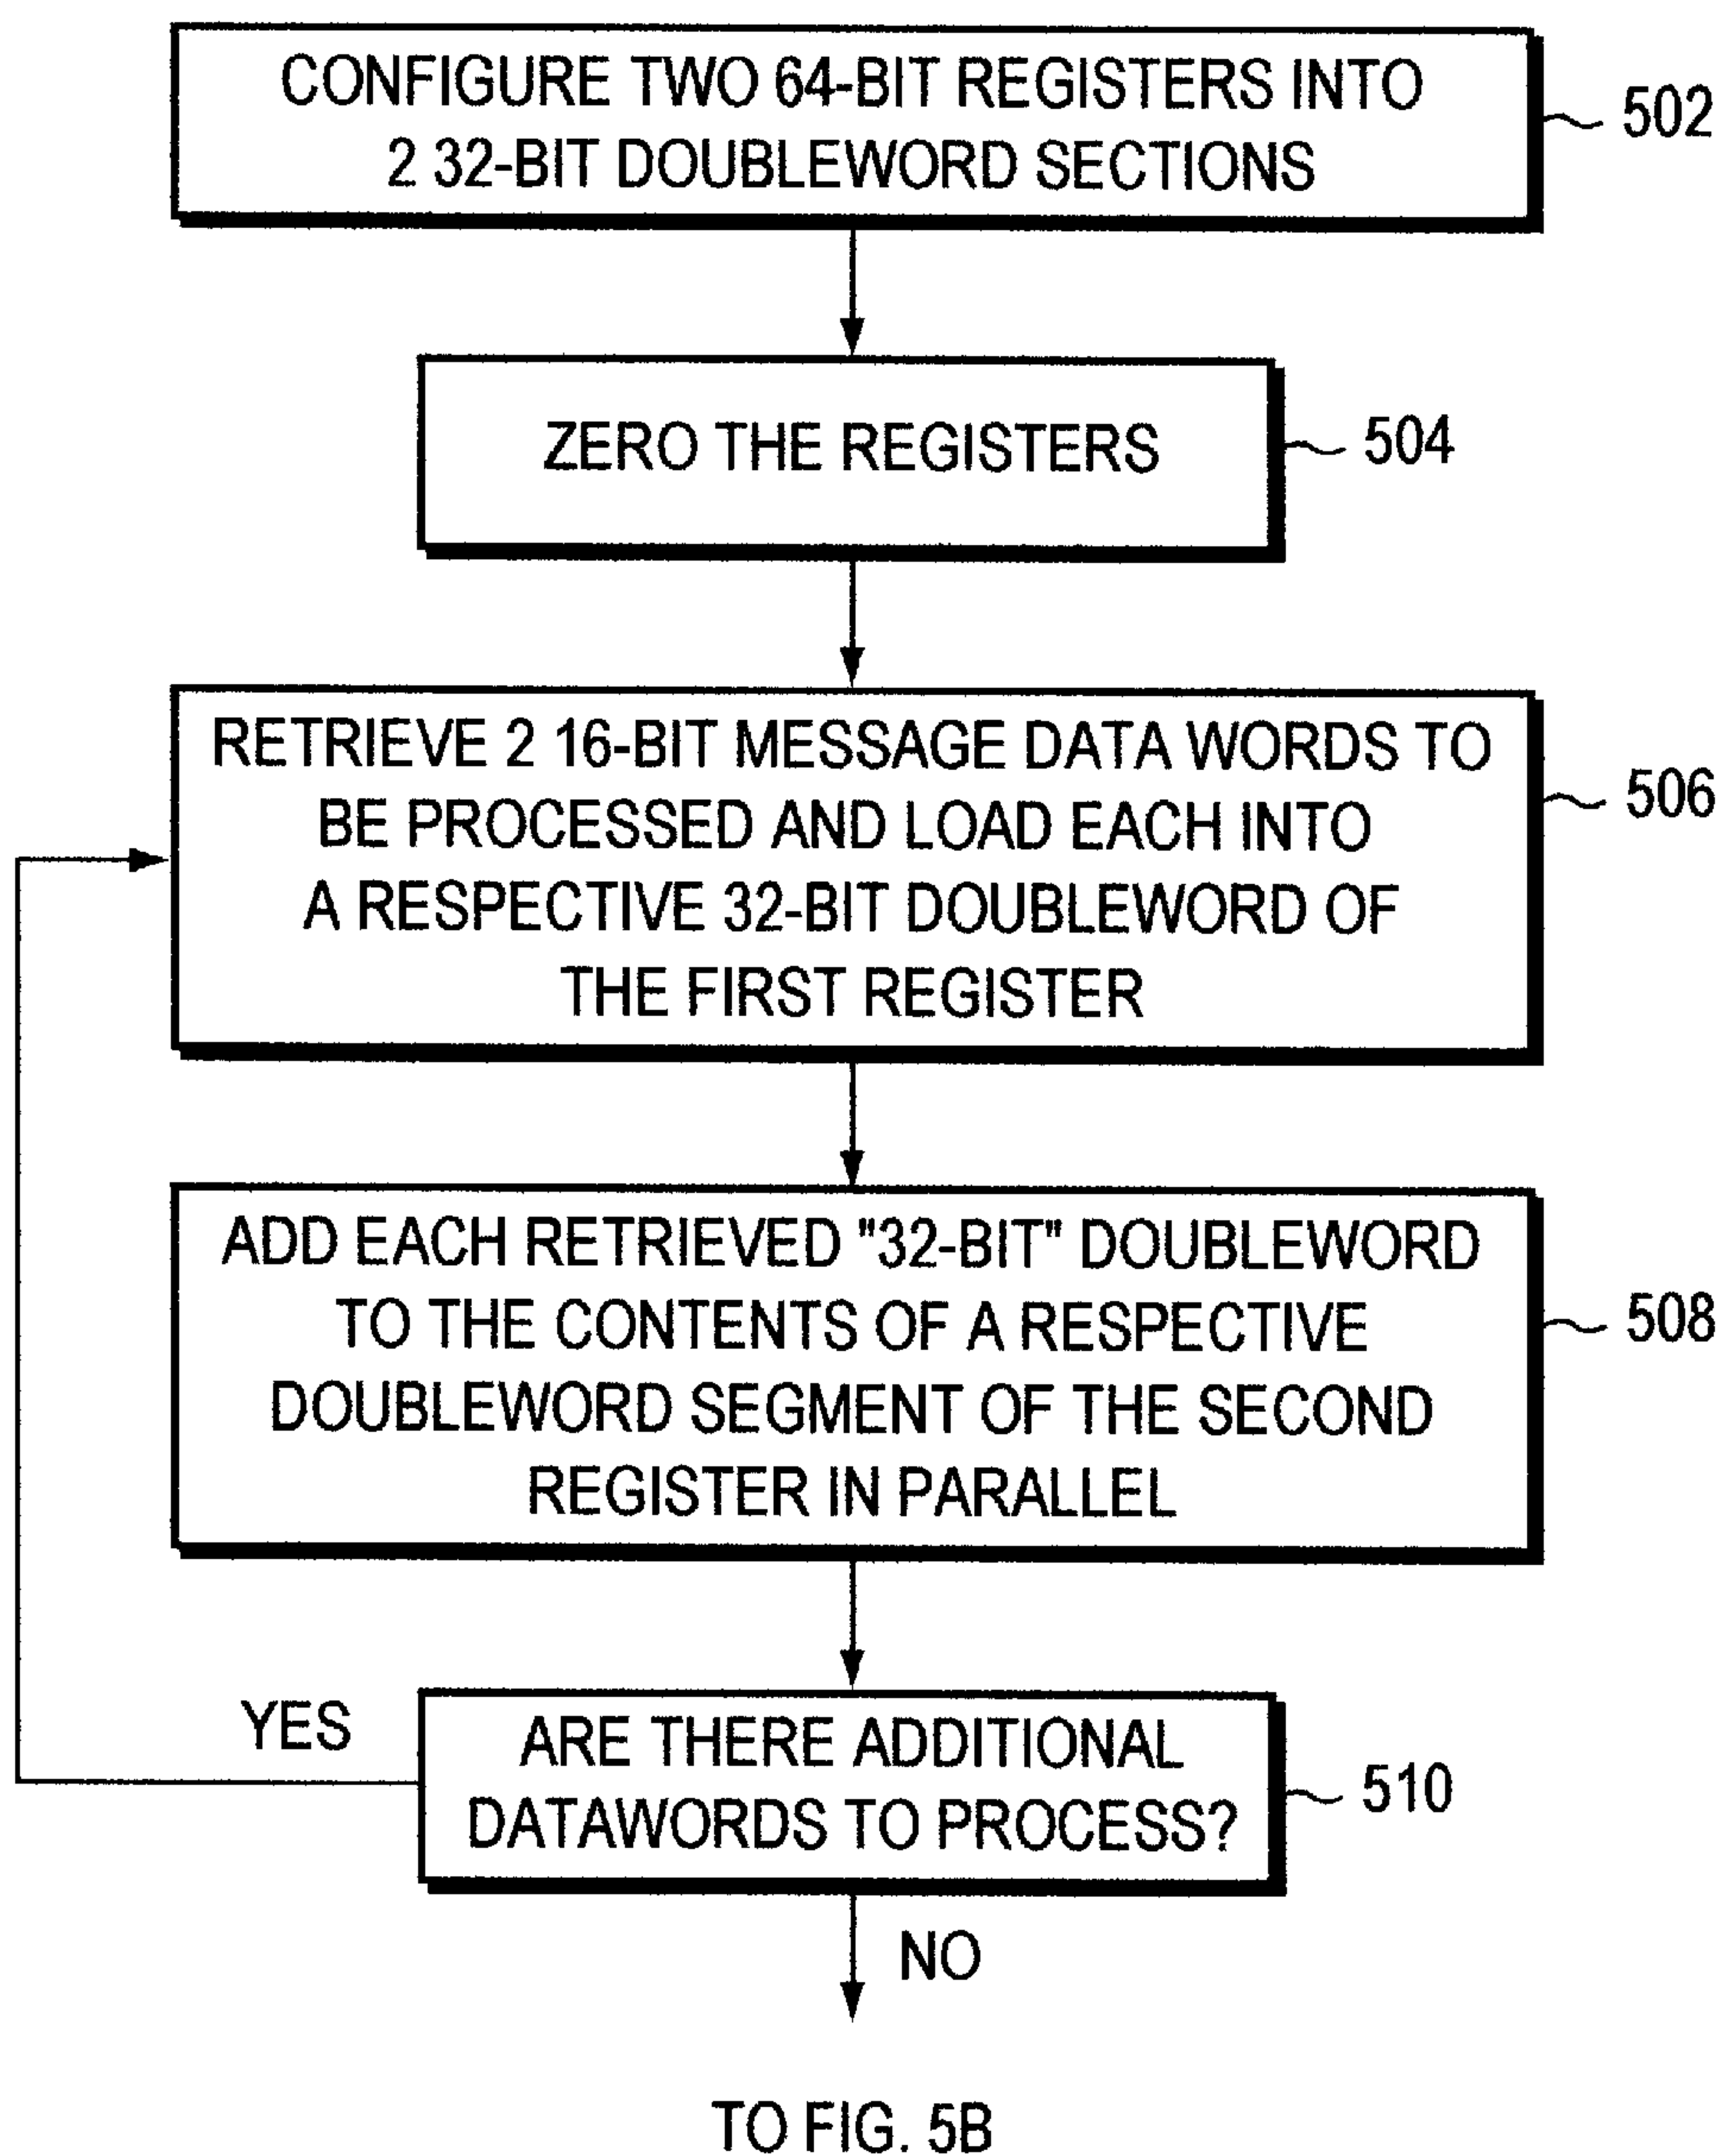 CONFIGURE TWO 64-BIT REGISTERS INTO
2 32-BIT DOUBLEWORD SECTIONS
502
ZERO THE REGISTERS
504
RETRIEVE 2 16-BIT MESSAGE DATA WORDS TO
BE PROCESSED AND LOAD EACH INTO
A RESPECTIVE 32-BIT DOUBLEWORD OF
THE FIRST REGISTER
506
ADD EACH RETRIEVED "32-BIT" DOUBLEWORD
TO THE CONTENTS OF A RESPECTIVE
DOUBLEWORD SEGMENT OF THE SECOND
REGISTER IN PARALLEL
508
YES
ARE THERE ADDITIONAL
DATAWORDS TO PROCESS?
510
NO
TO FIG. 5B